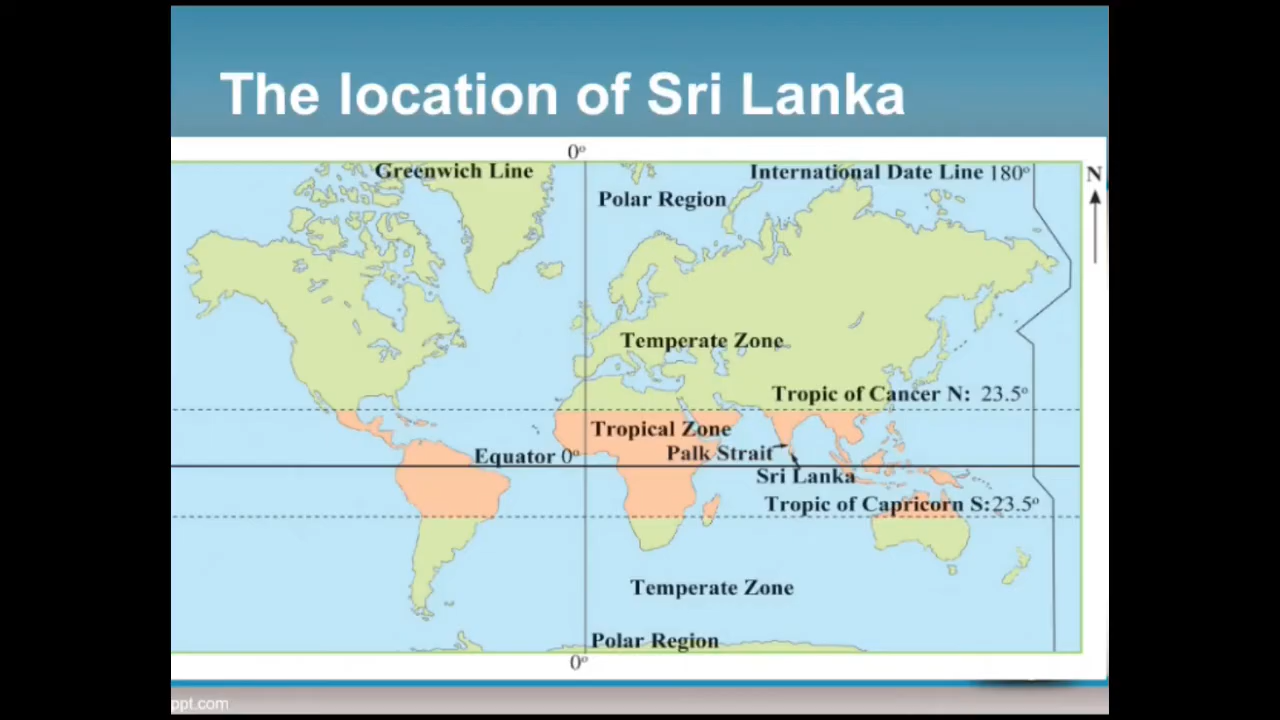 The location of Sri Lanka
0°
Greenwich Line
International Date Line 180°
N
Polar Region
Temperate Zone
Tropic of Cancer N: 23.5°
Tropical Zone
Equator 0°
Palk Strait
Sri Lanka
Tropic of Capricorn S:23.5°
Temperate Zone
Polar Region
0°
ppt.com